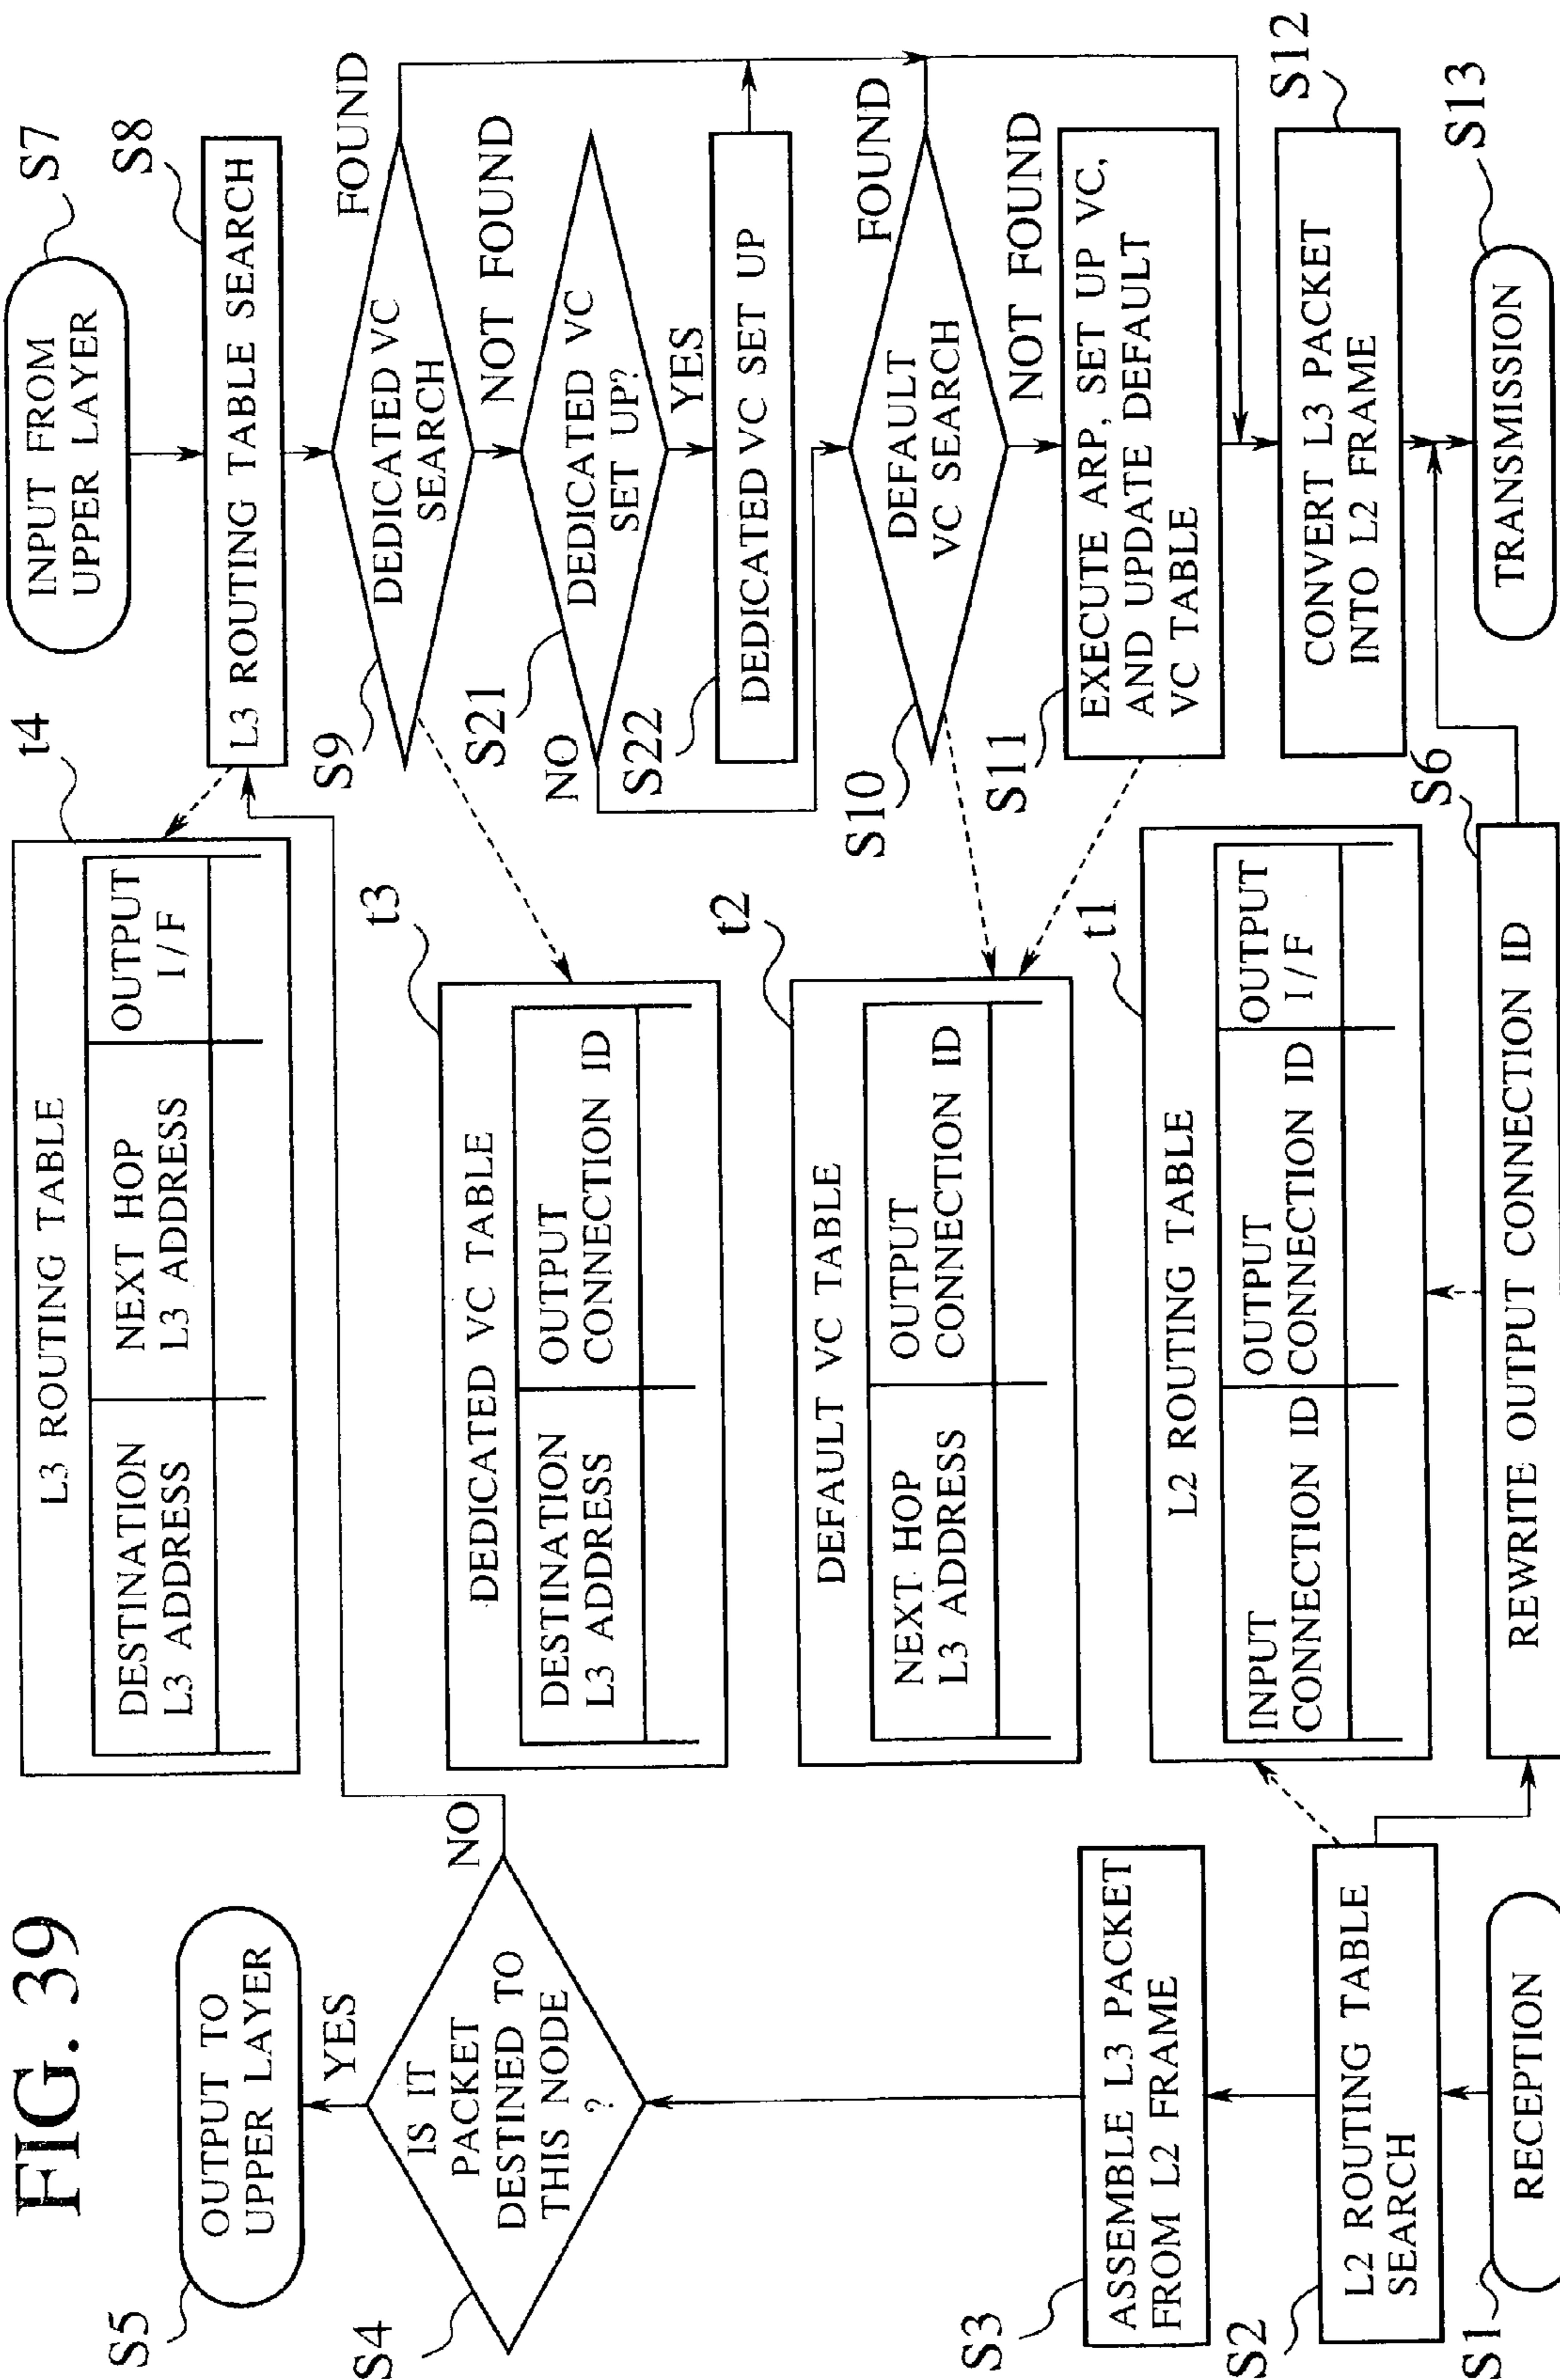 FIG. 39
S5
OUTPUT TO
UPPER LAYER
YES
S4
IS IT
PACKET
DESTINED TO
THIS NODE
?
NO
S3
ASSEMBLE L3 PACKET
FROM L2 FRAME
S2
L2 ROUTING TABLE
SEARCH
S1
RECEPTION
t4
L3 ROUTING TABLE
DESTINATION
L3 ADDRESS
NEXT HOP
L3 ADDRESS
OUTPUT
I/F
t3
DEDICATED VC TABLE
DESTINATION
L3 ADDRESS
OUTPUT
CONNECTION ID
t2
DEFAULT VC TABLE
NEXT HOP
L3 ADDRESS
OUTPUT
CONNECTION ID
t1
L2 ROUTING TABLE
INPUT
CONNECTION ID
OUTPUT
CONNECTION ID
OUTPUT
I/F
S6
REWRITE OUTPUT CONNECTION ID
INPUT FROM
UPPER LAYER
S7
S8
L3 ROUTING TABLE SEARCH
S9
DEDICATED VC
SEARCH
FOUND
NOT FOUND
S21
DEDICATED VC
SET UP?
NO
YES
S22
DEDICATED VC SET UP
S10
DEFAULT
VC SEARCH
FOUND
NOT FOUND
S11
EXECUTE ARP, SET UP VC,
AND UPDATE DEFAULT
VC TABLE
S12
CONVERT L3 PACKET
INTO L2 FRAME
S13
TRANSMISSION